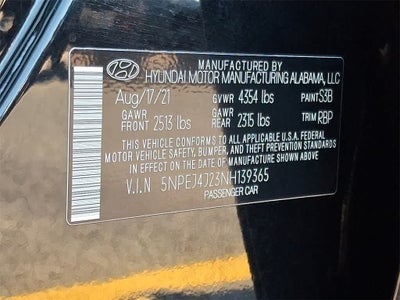 MANUFACTURED BY
HYUNDAI MOTOR MANUFACTURING ALABAMA, LLC
Aug/17/21 GVWR 4354 lbs PAINT S3B
GAWR GAWR TRIM RBP
FRONT 2513 lbs REAR 2315 lbs
THIS VEHICLE CONFORMS TO ALL APPLICABLE U.S.A. FEDERAL
MOTOR VEHICLE SAFETY, BUMPER, AND THEFT PREVENTION STANDARDS
IN EFFECT ON THE DATE OF MANUFACTURE SHOWN ABOVE.
V.I.N 5NPEJ4J23NH139365
PASSENGER CAR